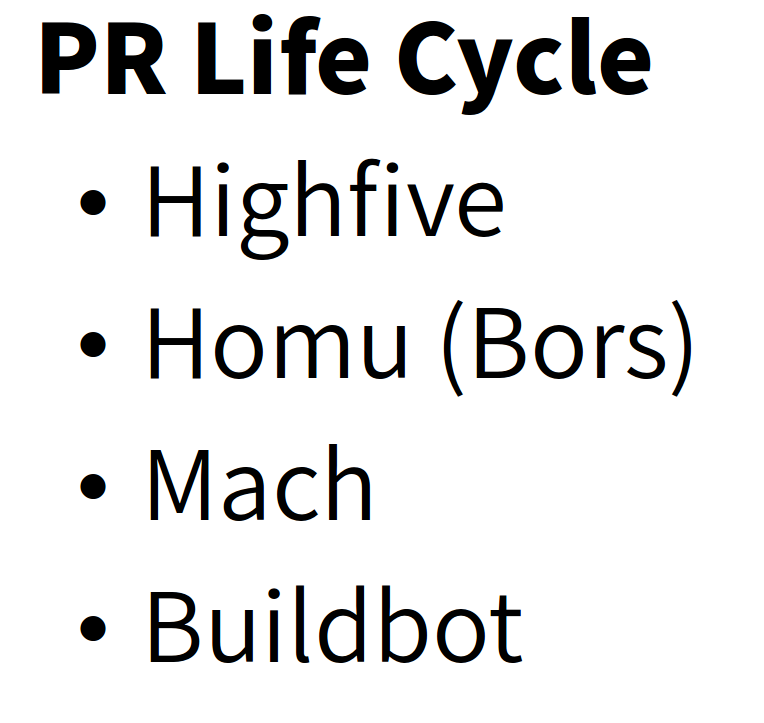 PR Life Cycle
• Highfive
• Homu (Bors)
• Mach
• Buildbot